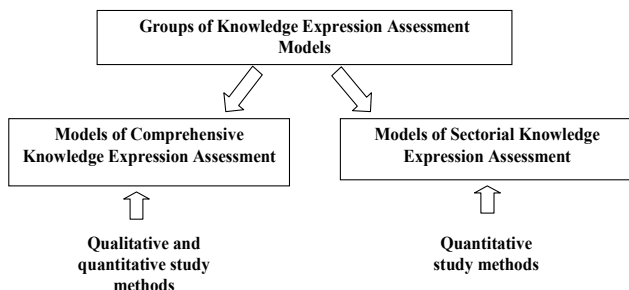 Groups of Knowledge Expression Assessment
Models
Models of Comprehensive
Knowledge Expression Assessment
Models of Sectorial Knowledge
Expression Assessment
Qualitative and
quantitative study
methods
Quantitative
study methods